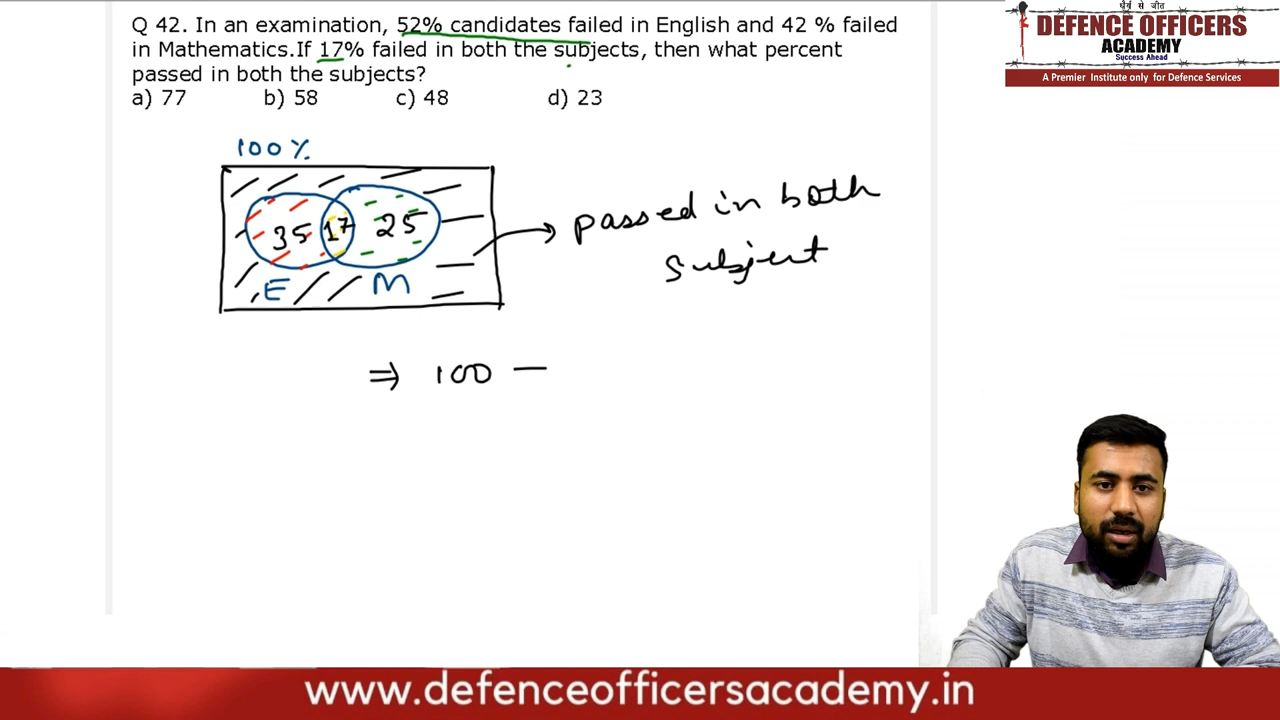 Q 42. In an examination, 52% candidates failed in English and 42 % failed
in Mathematics.If 17% failed in both the subjects, then what percent
passed in both the subjects?
a) 77 b) 58 c) 48 d) 23
शौर्य से जीत
DEFENCE OFFICERS
ACADEMY
Success Ahead
A Premier Institute only for Defence Services
100%
35 17 25
E M
passed in both
subject
⇒ 100 —
www.defenceofficersacademy.in